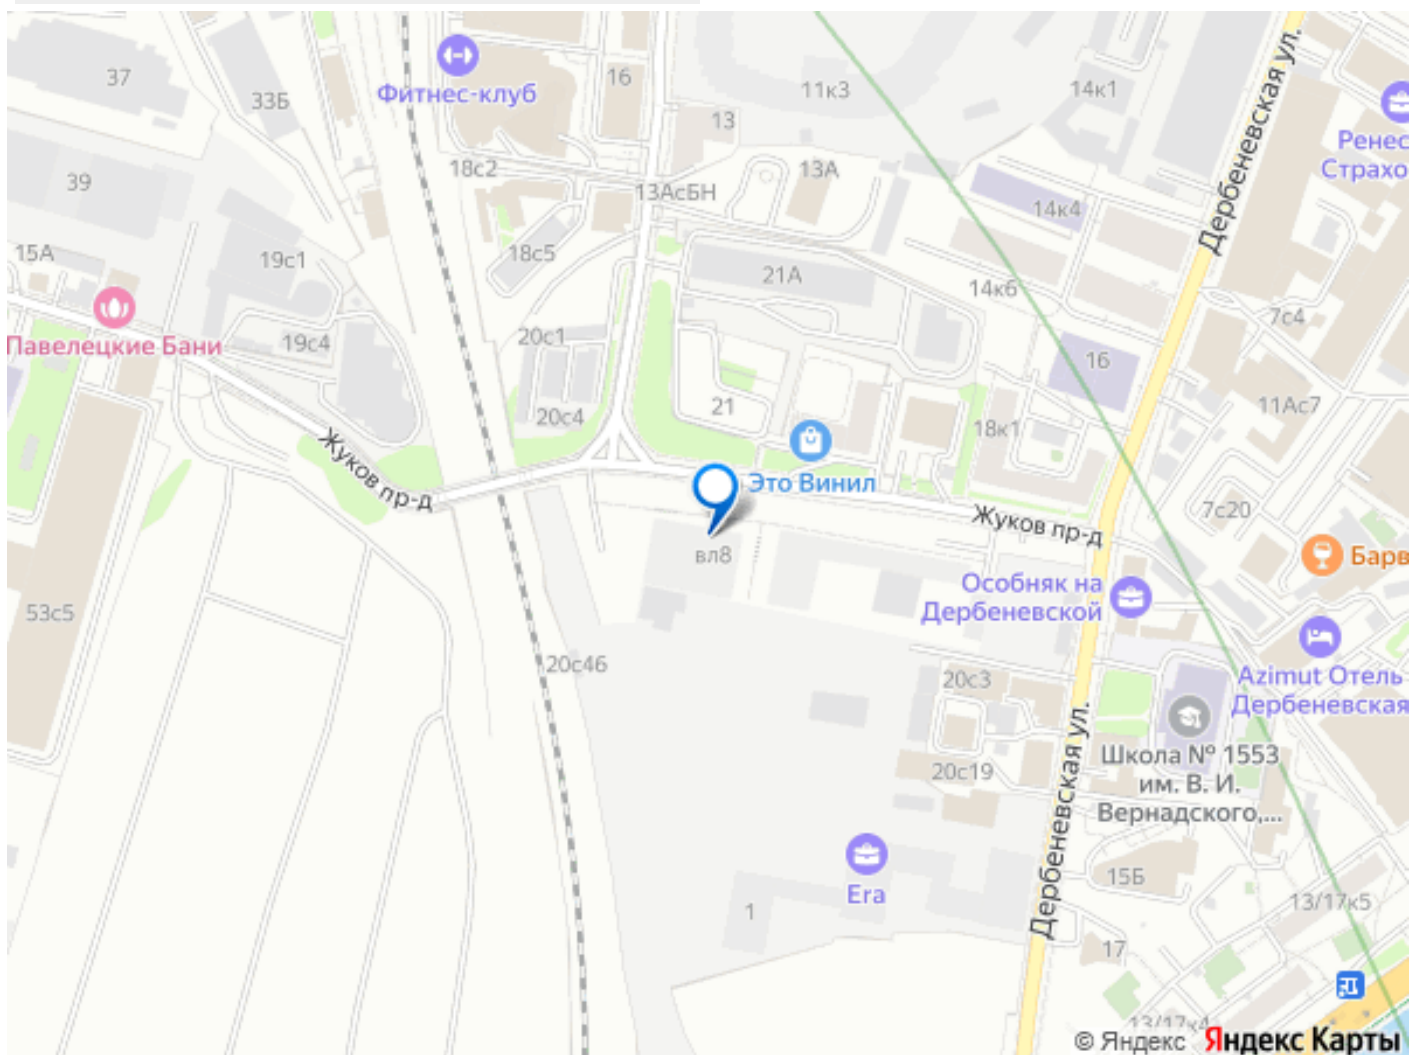 37
33Б
Фитнес-клуб
16
11к3
14к1
Дербеневская ул.
Ренес
Страхо
13
39
18с2
13АсБН
13А
14к4
15А
19с1
18с5
21А
14к6
7с4
Павелецкие Бани
19с4
20с1
16
20с4
21
18к1
11Ас7
Жуков пр-д
Это Винил
Жуков пр-д
7с20
вл8
Барв
Особняк на
Дербеневской
53с5
20с46
20с3
Azimut Отель
Дербеневская
Дербеневская ул.
20с19
Школа № 1553
им. В. И.
Вернадского,...
Era
15Б
1
13/17к5
17
13/17к4
© Яндекс Яндекс Карты